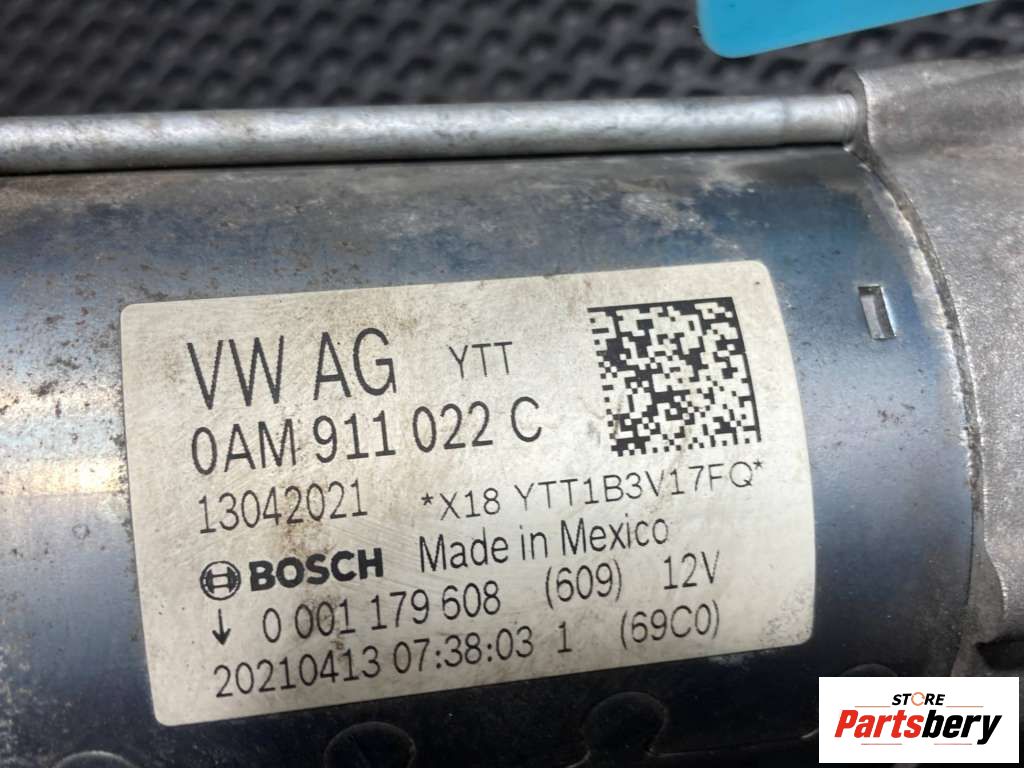 VW AG YTT
0AM 911 022 C
13042021 *X18 YTT1B3V17FQ*
BOSCH Made in Mexico
↓ 0 001 179 608 (609) 12V
20210413 07:38:03 1 (69C0)
STORE
Partsbery